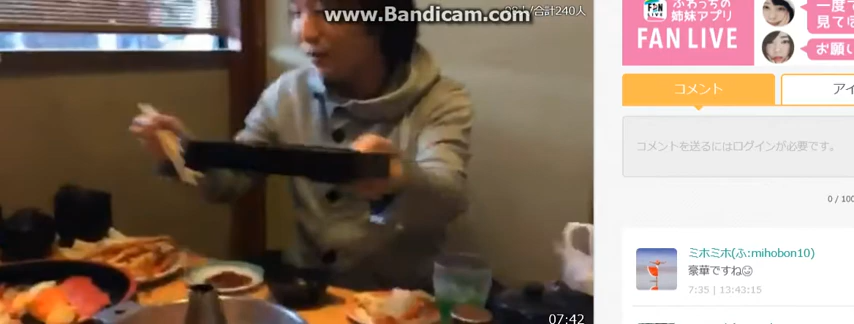 www.Bandicam.com
/合計240人
ふわっちの
姉妹アプリ
FAN LIVE
FAN LIVE
一度
見て
お願い
コメント
アイ
コメントを送るにはログインが必要です。
0 / 100
ミホミホ(ふ:mihobon10)
豪華ですね😊
7:35 | 13:43:15
07:42